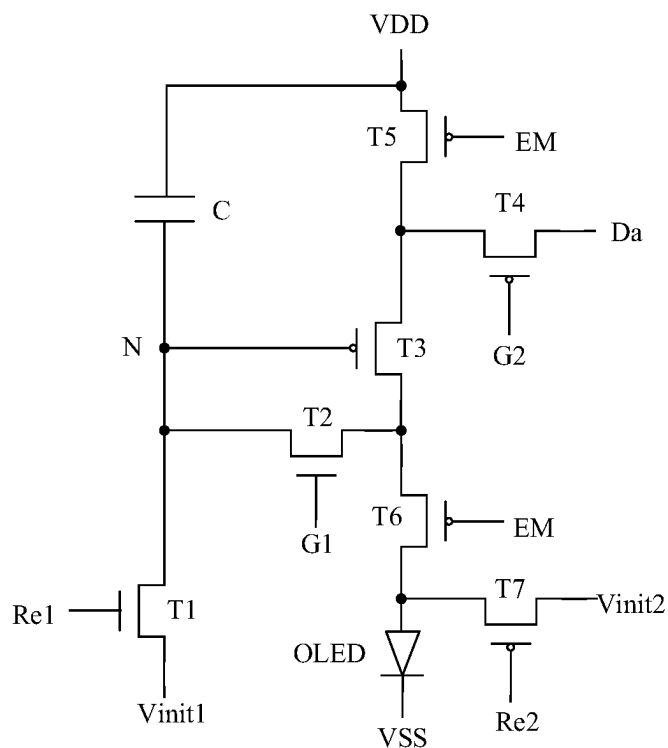 VDD
T5
EM
C
T4
Da
N
T3
G2
T2
G1
T6
EM
Re1
T1
T7
Vinit2
OLED
Vinit1
VSS
Re2